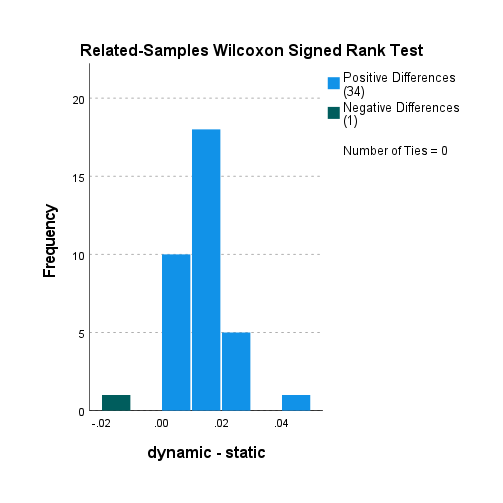 Related-Samples Wilcoxon Signed Rank Test
Positive Differences
(34)
Negative Differences
(1)
Number of Ties = 0
Frequency
20
15
10
5
0
-.02 .00 .02 .04
dynamic - static